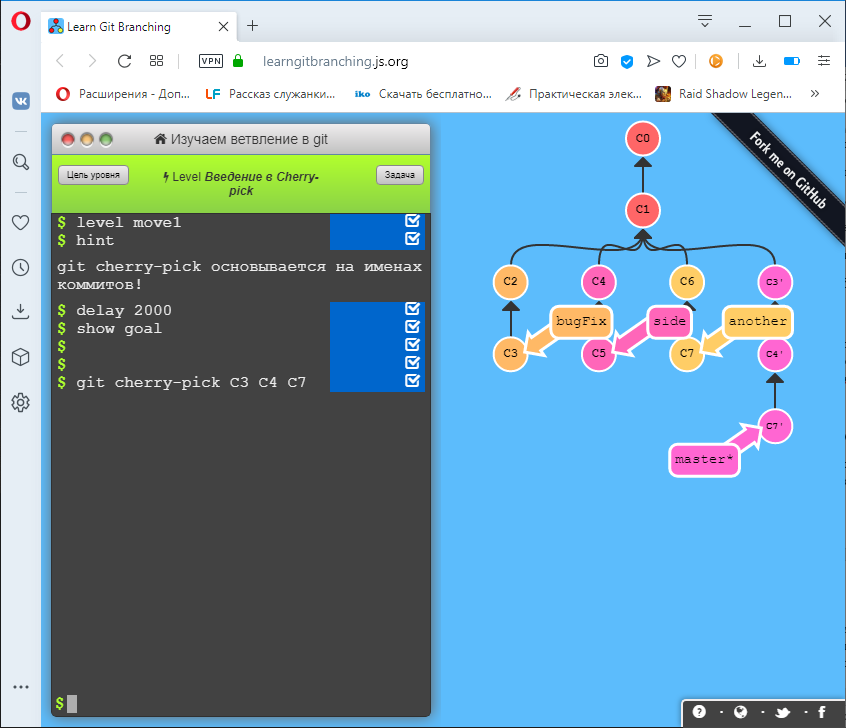 Learn Git Branching
VPN
learngitbranching.js.org
Расширения - Доп...
LF
Рассказ служанки...
iko
Скачать бесплатно...
Практическая элек...
Raid Shadow Legen...
»
Изучаем ветвление в git
Цель уровня
Level Введение в Cherry-
pick
Задача
$ level move1
$ hint
git cherry-pick основывается на именах
коммитов!
$ delay 2000
$ show goal
$
$
$ git cherry-pick C3 C4 C7
$
Fork me on GitHub
C0
C1
C2
C4
C6
C3'
bugFix
side
another
C3
C5
C7
C4'
C7'
master*